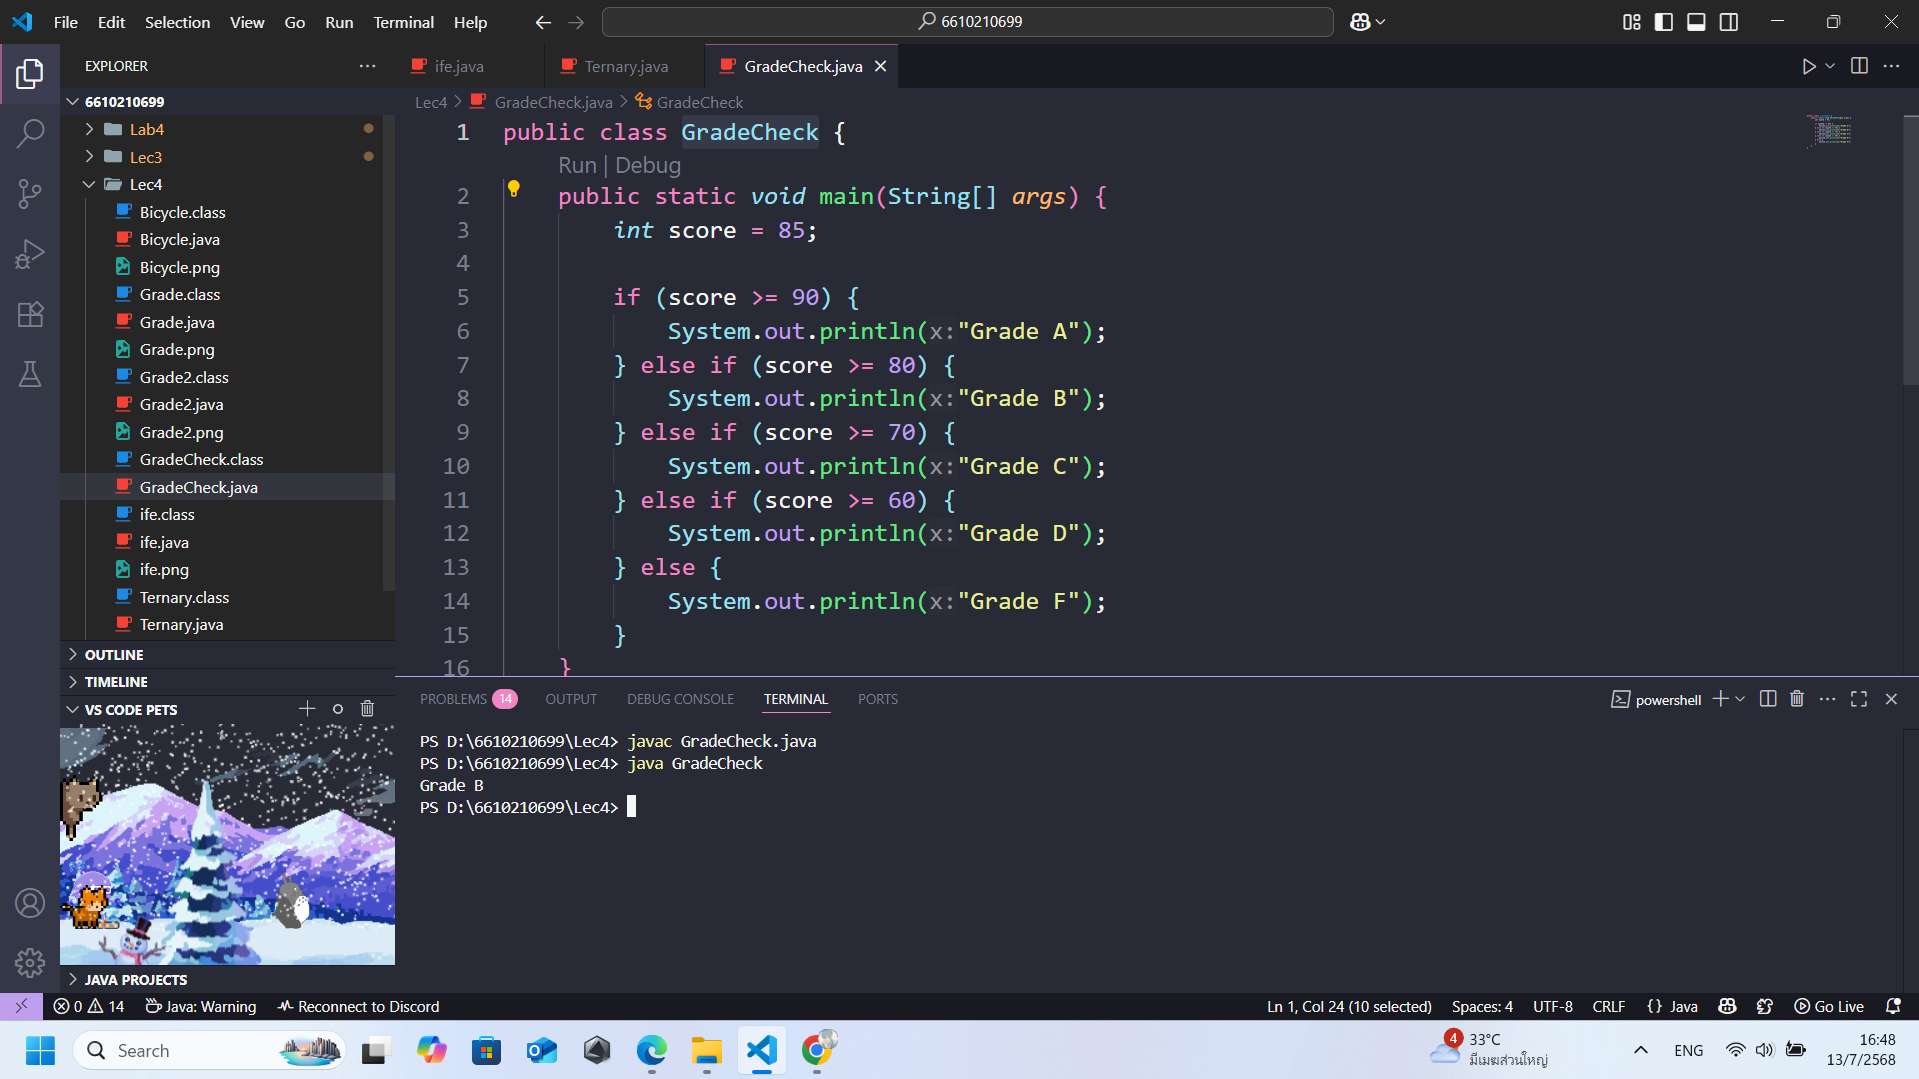 File Edit Selection View Go Run Terminal Help
6610210699
EXPLORER
6610210699
Lab4
Lec3
Lec4
Bicycle.class
Bicycle.java
Bicycle.png
Grade.class
Grade.java
Grade.png
Grade2.class
Grade2.java
Grade2.png
GradeCheck.class
GradeCheck.java
ife.class
ife.java
ife.png
Ternary.class
Ternary.java
OUTLINE
TIMELINE
VS CODE PETS
JAVA PROJECTS
ife.java Ternary.java GradeCheck.java
Lec4 > GradeCheck.java > GradeCheck
1 public class GradeCheck {
Run | Debug
2 public static void main(String[] args) {
3 int score = 85;
4
5 if (score >= 90) {
6 System.out.println(x:"Grade A");
7 } else if (score >= 80) {
8 System.out.println(x:"Grade B");
9 } else if (score >= 70) {
10 System.out.println(x:"Grade C");
11 } else if (score >= 60) {
12 System.out.println(x:"Grade D");
13 } else {
14 System.out.println(x:"Grade F");
15 }
16 }
PROBLEMS 14 OUTPUT DEBUG CONSOLE TERMINAL PORTS
powershell
PS D:\6610210699\Lec4> javac GradeCheck.java
PS D:\6610210699\Lec4> java GradeCheck
Grade B
PS D:\6610210699\Lec4>
0 14 Java: Warning Reconnect to Discord
Ln 1, Col 24 (10 selected) Spaces: 4 UTF-8 CRLF {} Java Go Live
Search
4 33°C
มีเมฆส่วนใหญ่
ENG
16:48
13/7/2568